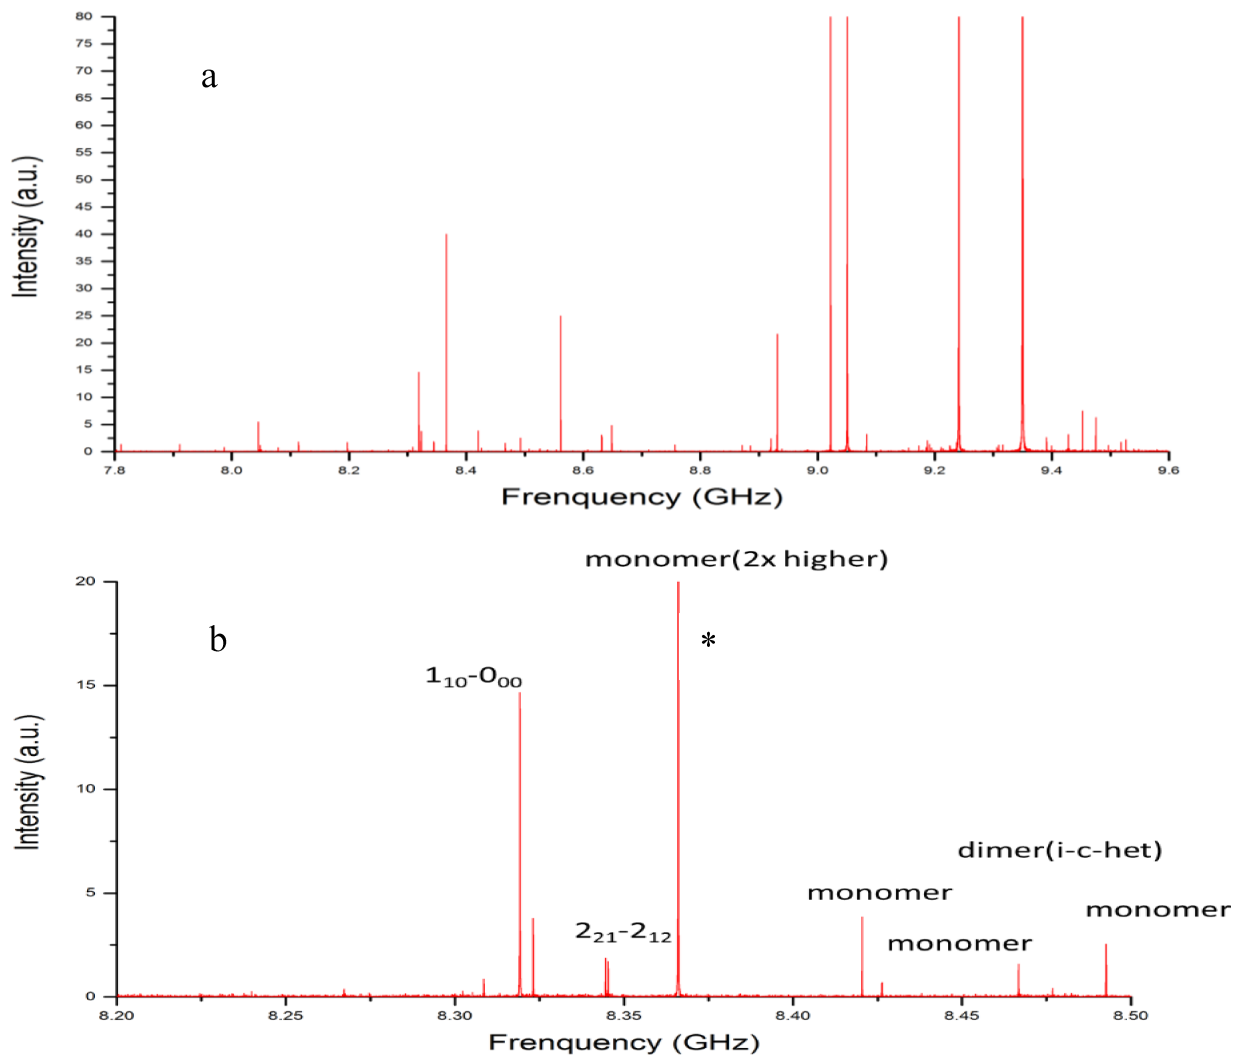 80
75
70
65
60
55
50
45
40
35
30
25
20
15
10
5
0
Intensity (a.u.)
a
7.8 8.0 8.2 8.4 8.6 8.8 9.0 9.2 9.4 9.6
Frenquency (GHz)
monomer(2x higher)
20
15
10
5
0
Intensity (a.u.)
b
*
1₁₀-0₀₀
2₂₁-2₁₂
dimer(i-c-het)
monomer
monomer
monomer
8.20 8.25 8.30 8.35 8.40 8.45 8.50
Frenquency (GHz)